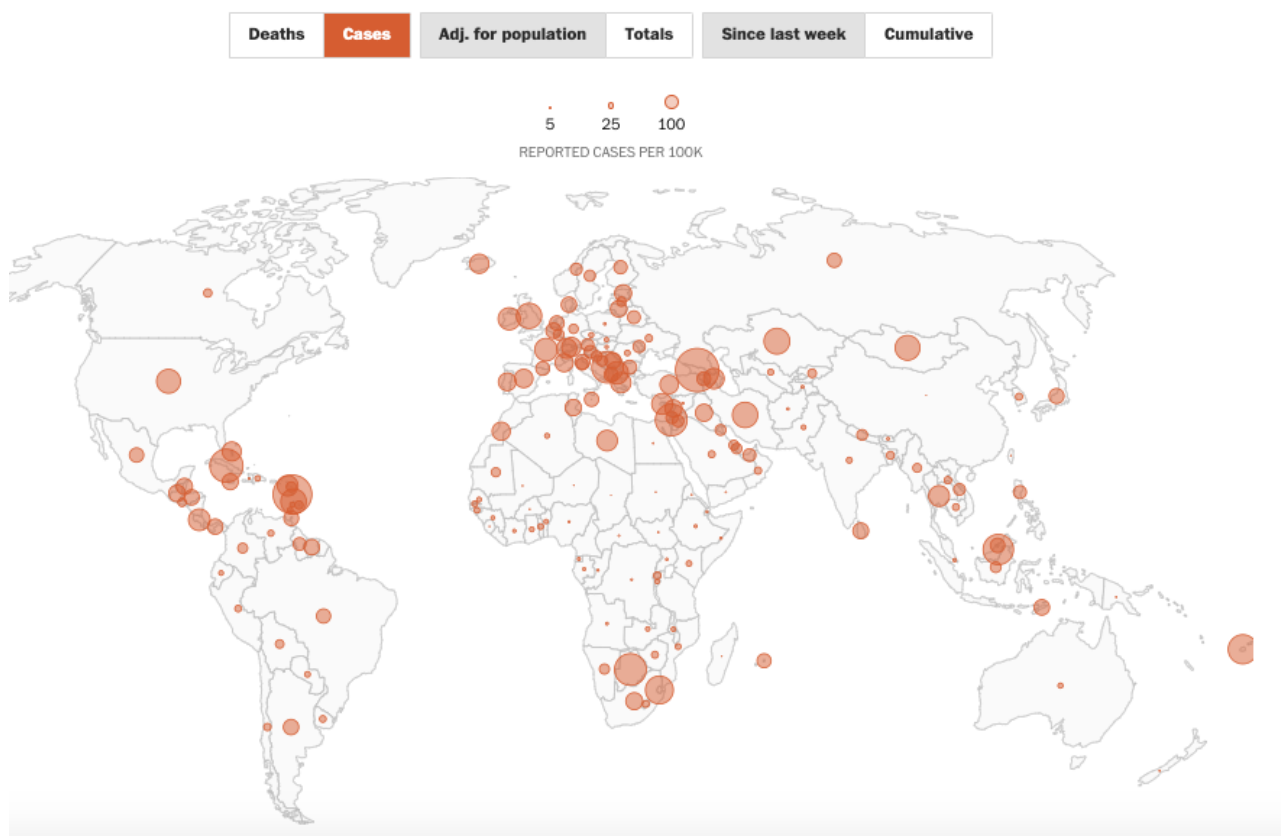 Deaths Cases Adj. for population Totals Since last week Cumulative
5 25 100
REPORTED CASES PER 100K